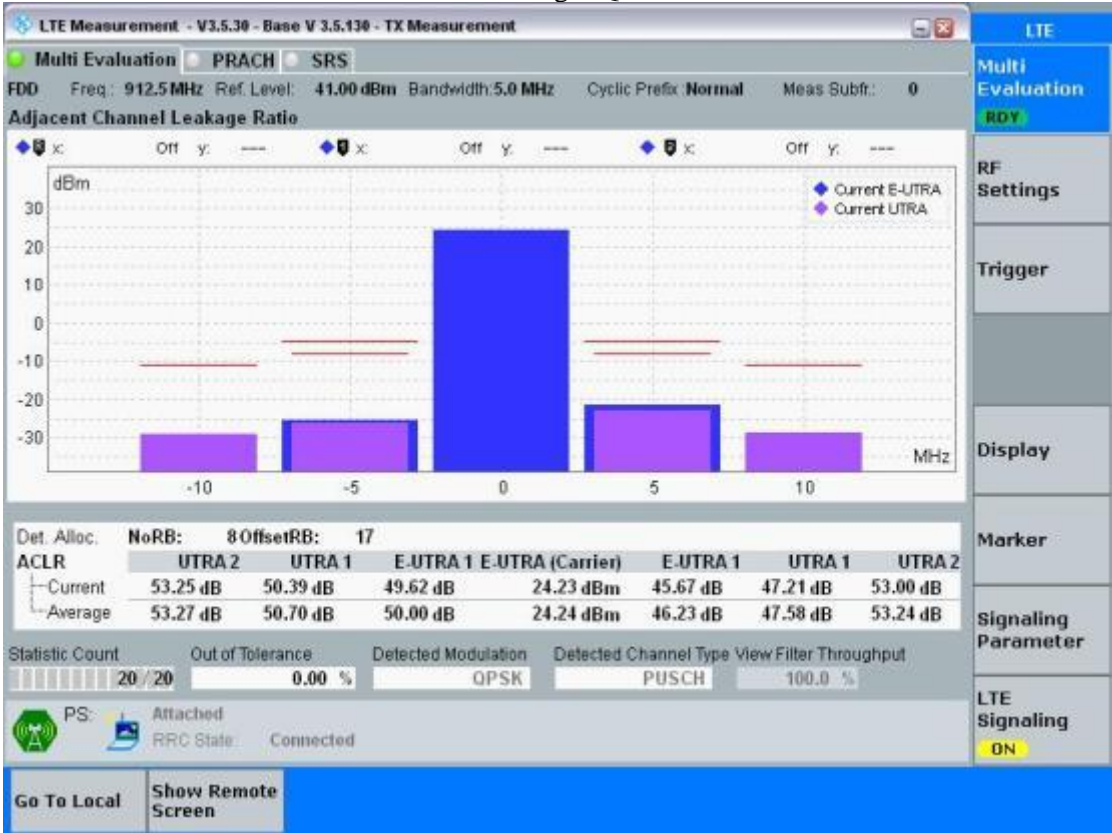 LTE Measurement - V3.5.30 - Base V 3.5.130 - TX Measurement
LTE
Multi Evaluation PRACH SRS
Multi
Evaluation
RDY
FDD Freq.: 912.5 MHz Ref. Level: 41.00 dBm Bandwidth: 5.0 MHz Cyclic Prefix: Normal Meas Subfr.: 0
Adjacent Channel Leakage Ratio
x: Off y: --- x: Off y: --- x: Off y: ---
dBm
Current E-UTRA
Current UTRA
30
20
10
0
-10
-20
-30
MHz
-10 -5 0 5 10
RF
Settings
Trigger
Display
Marker
Signaling
Parameter
LTE
Signaling
ON
Det. Alloc. NoRB: 8 OffsetRB: 17
ACLR UTRA 2 UTRA 1 E-UTRA 1 E-UTRA (Carrier) E-UTRA 1 UTRA 1 UTRA 2
Current 53.25 dB 50.39 dB 49.62 dB 24.23 dBm 45.67 dB 47.21 dB 53.00 dB
Average 53.27 dB 50.70 dB 50.00 dB 24.24 dBm 46.23 dB 47.58 dB 53.24 dB
Statistic Count Out of Tolerance Detected Modulation Detected Channel Type View Filter Throughput
20 / 20 0.00 % QPSK PUSCH 100.0 %
PS: Attached
RRC State: Connected
Go To Local
Show Remote
Screen